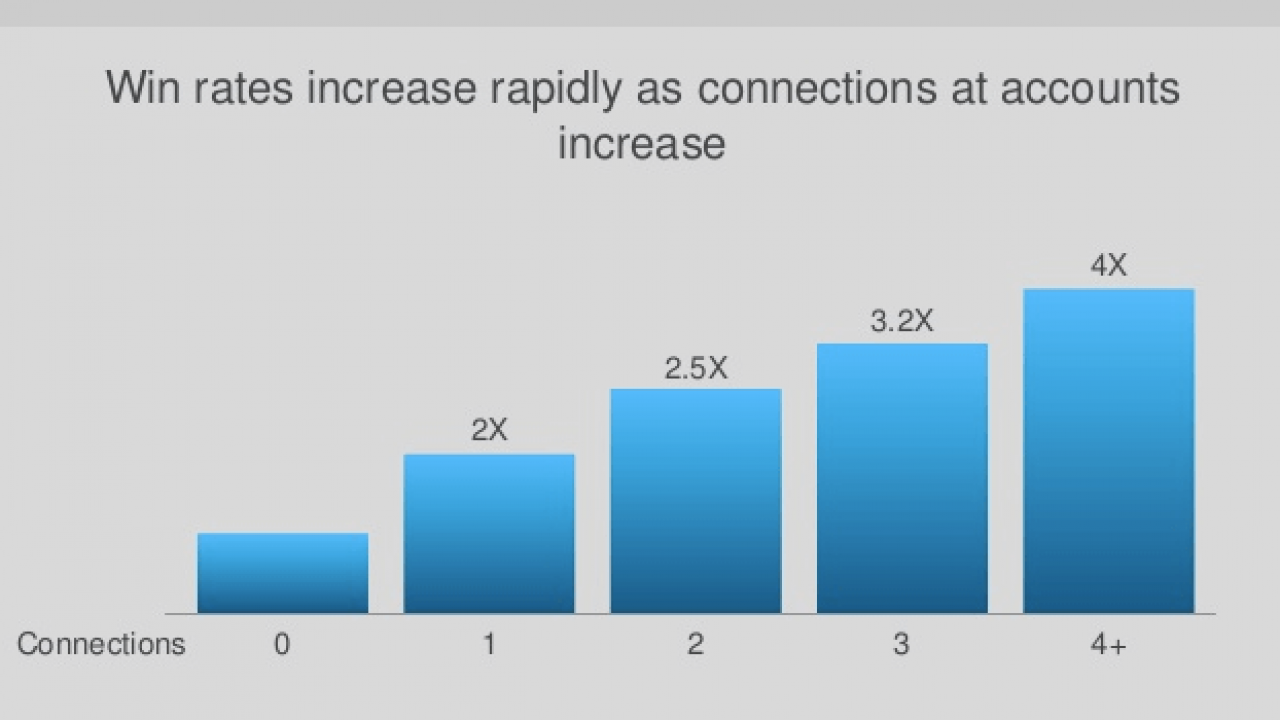 Win rates increase rapidly as connections at accounts
increase
4X
3.2X
2.5X
2X
Connections 0 1 2 3 4+